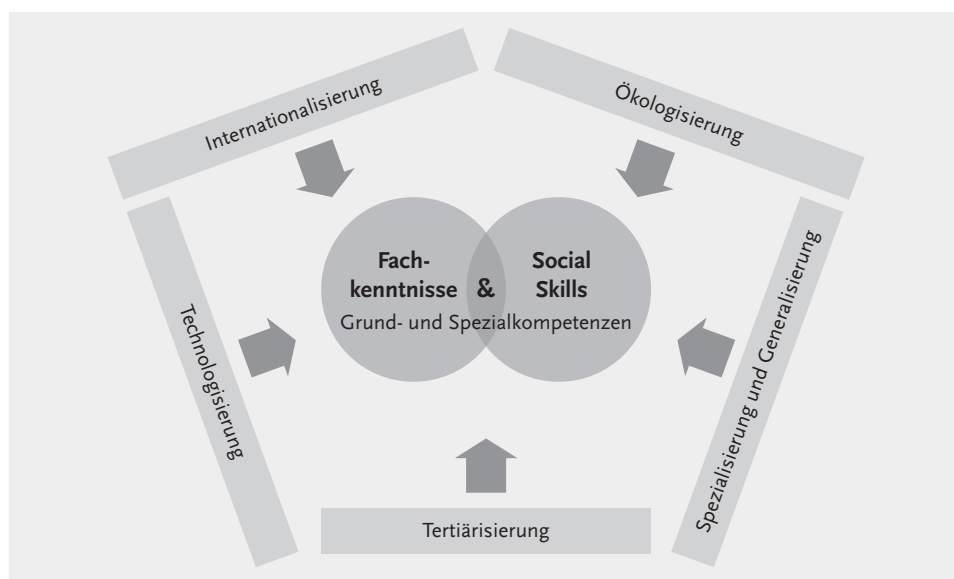 Internationalisierung
Ökologisierung
Technologisierung
Fach-
kenntnisse
&
Social
Skills
Grund- und Spezialkompetenzen
Spezialisierung und Generalisierung
Tertiärisierung